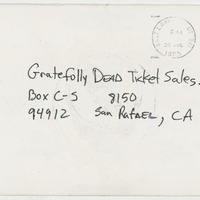 Gratefully DEAD Ticket Sales.
Box C-S 8150
94912 San Rafael, CA